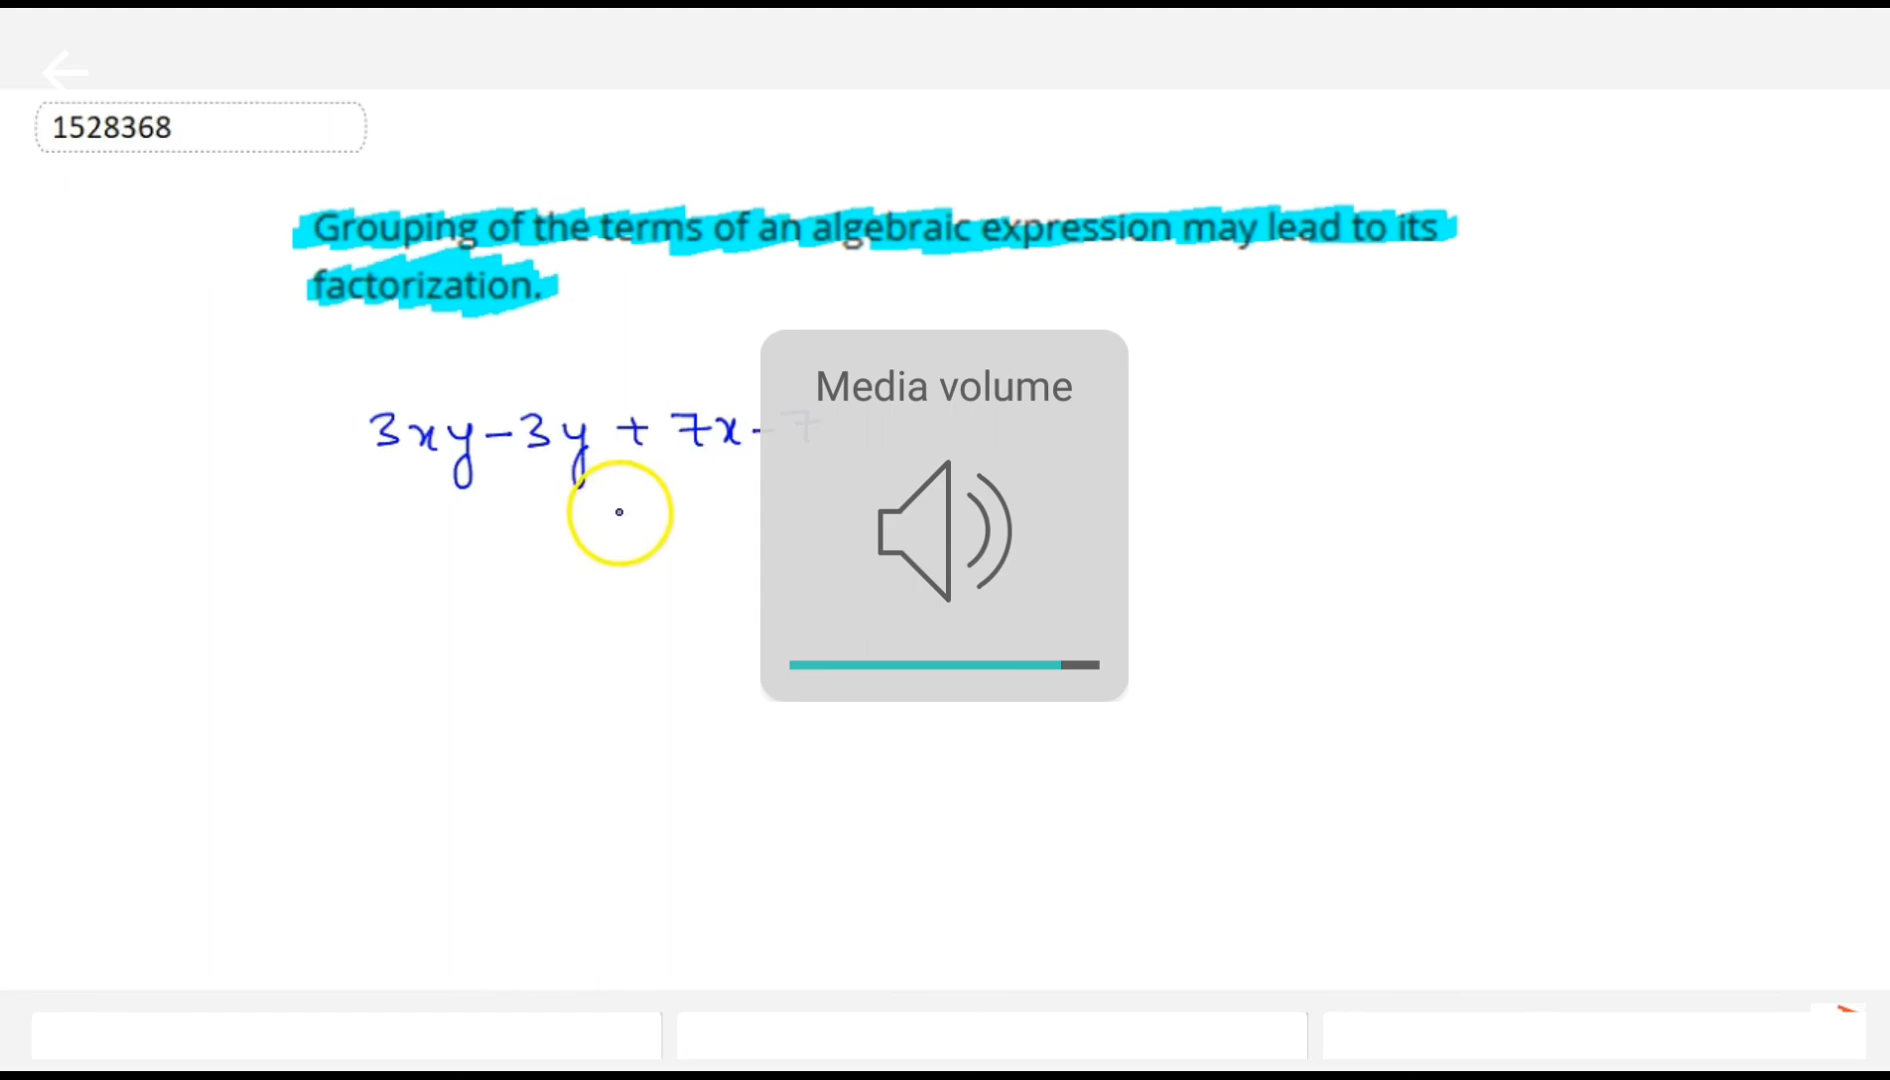 1528368
Grouping of the terms of an algebraic expression may lead to its
factorization.
Media volume
3xy-3y + 7x-7